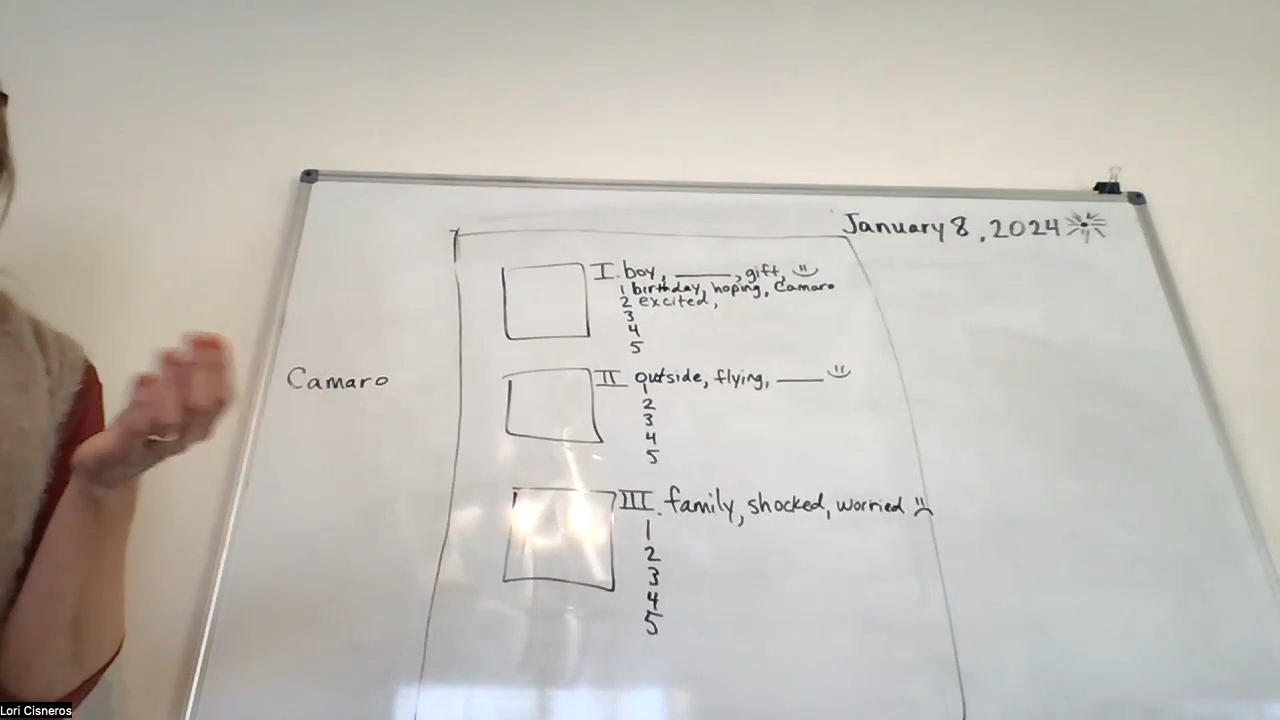 January 8, 2024
I. boy, ____, gift,
1 birthday, hoping, Camaro
2 excited,
3
4
5
Camaro
II outside, flying, ____
1
2
3
4
5
III. family, shocked, worried
1
2
3
4
5
Lori Cisneros